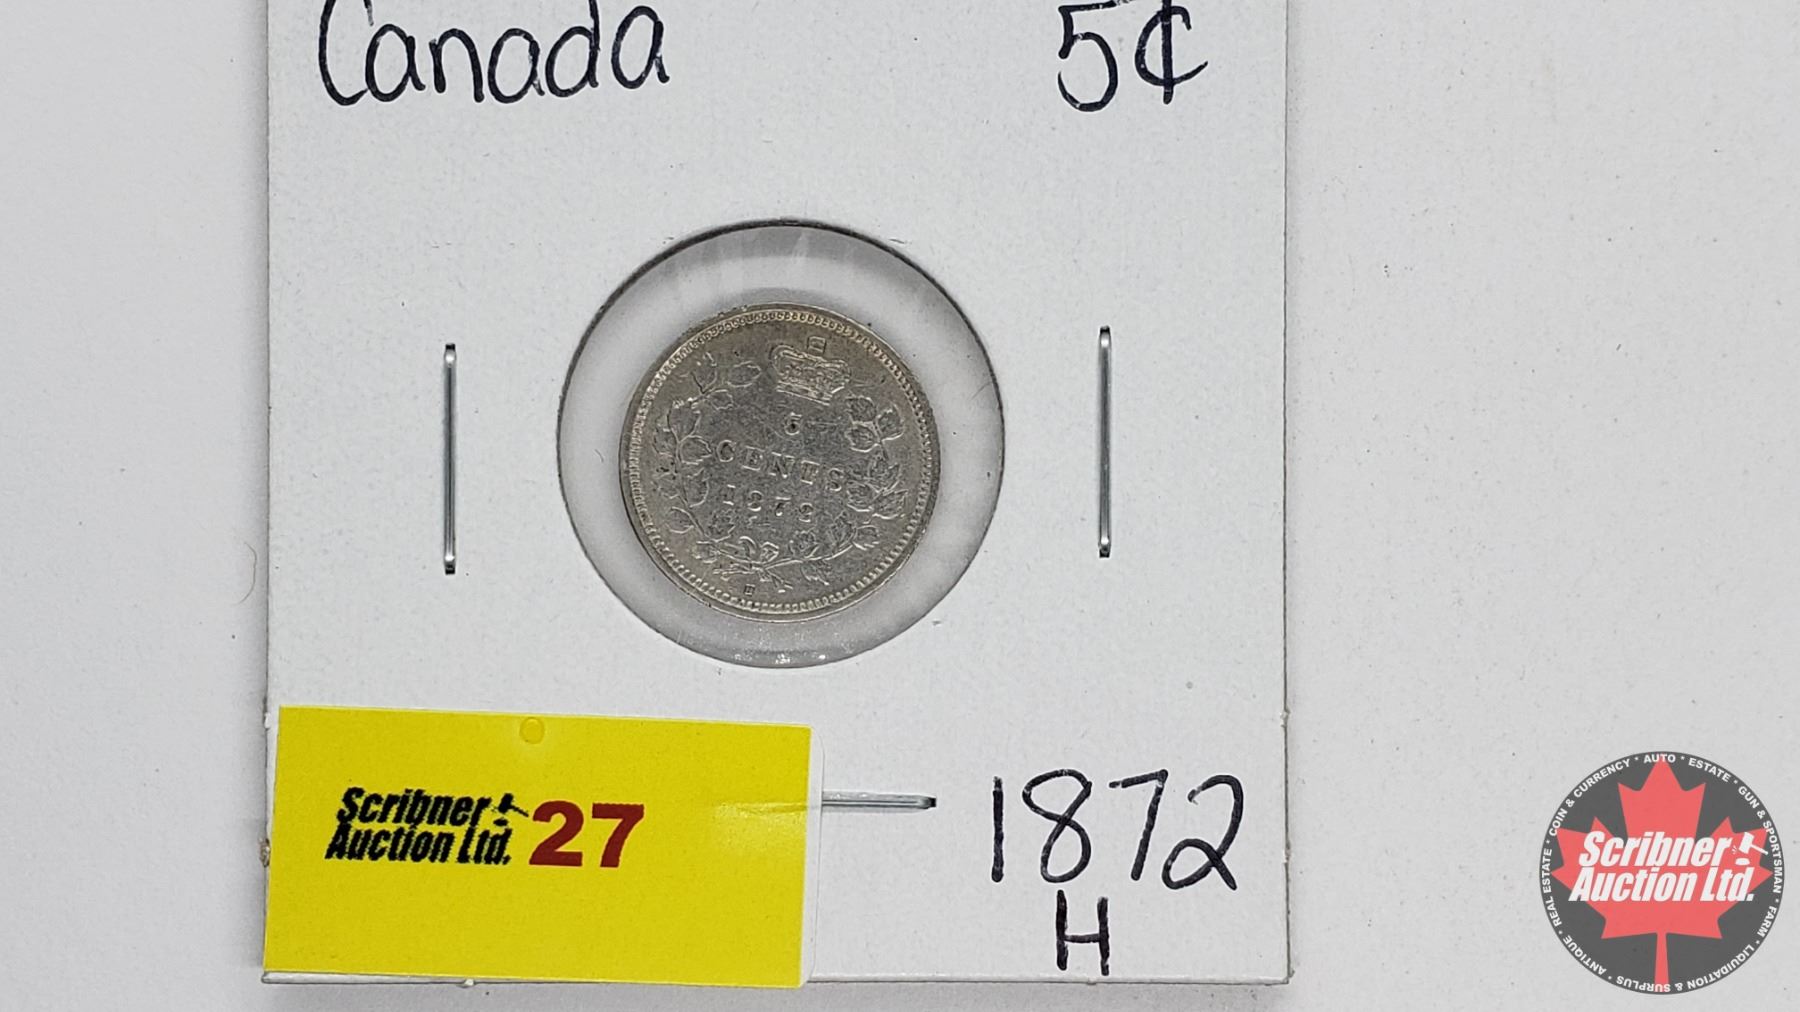 Canada 5¢
5
CENTS
1872
H
Scribner
Auction Ltd. 27
1872
H
COIN & CURRENCY * AUTO * ESTATE * GUN & SPORTSMAN * FARM * LIQUIDATION & SURPLUS * ANTIQUE * REAL ESTATE *
Scribner
Auction Ltd.